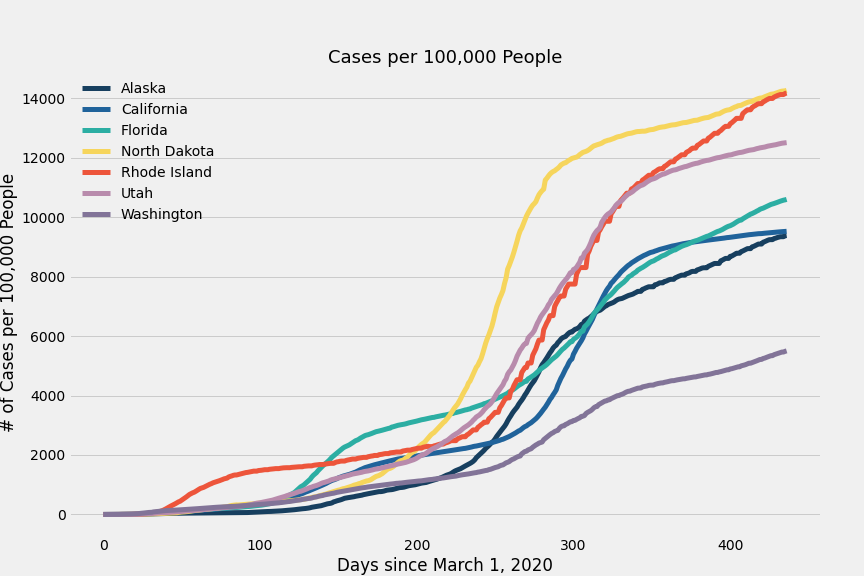 Cases per 100,000 People
Alaska
California
Florida
North Dakota
Rhode Island
Utah
Washington
# of Cases per 100,000 People
14000
12000
10000
8000
6000
4000
2000
0
0 100 200 300 400
Days since March 1, 2020